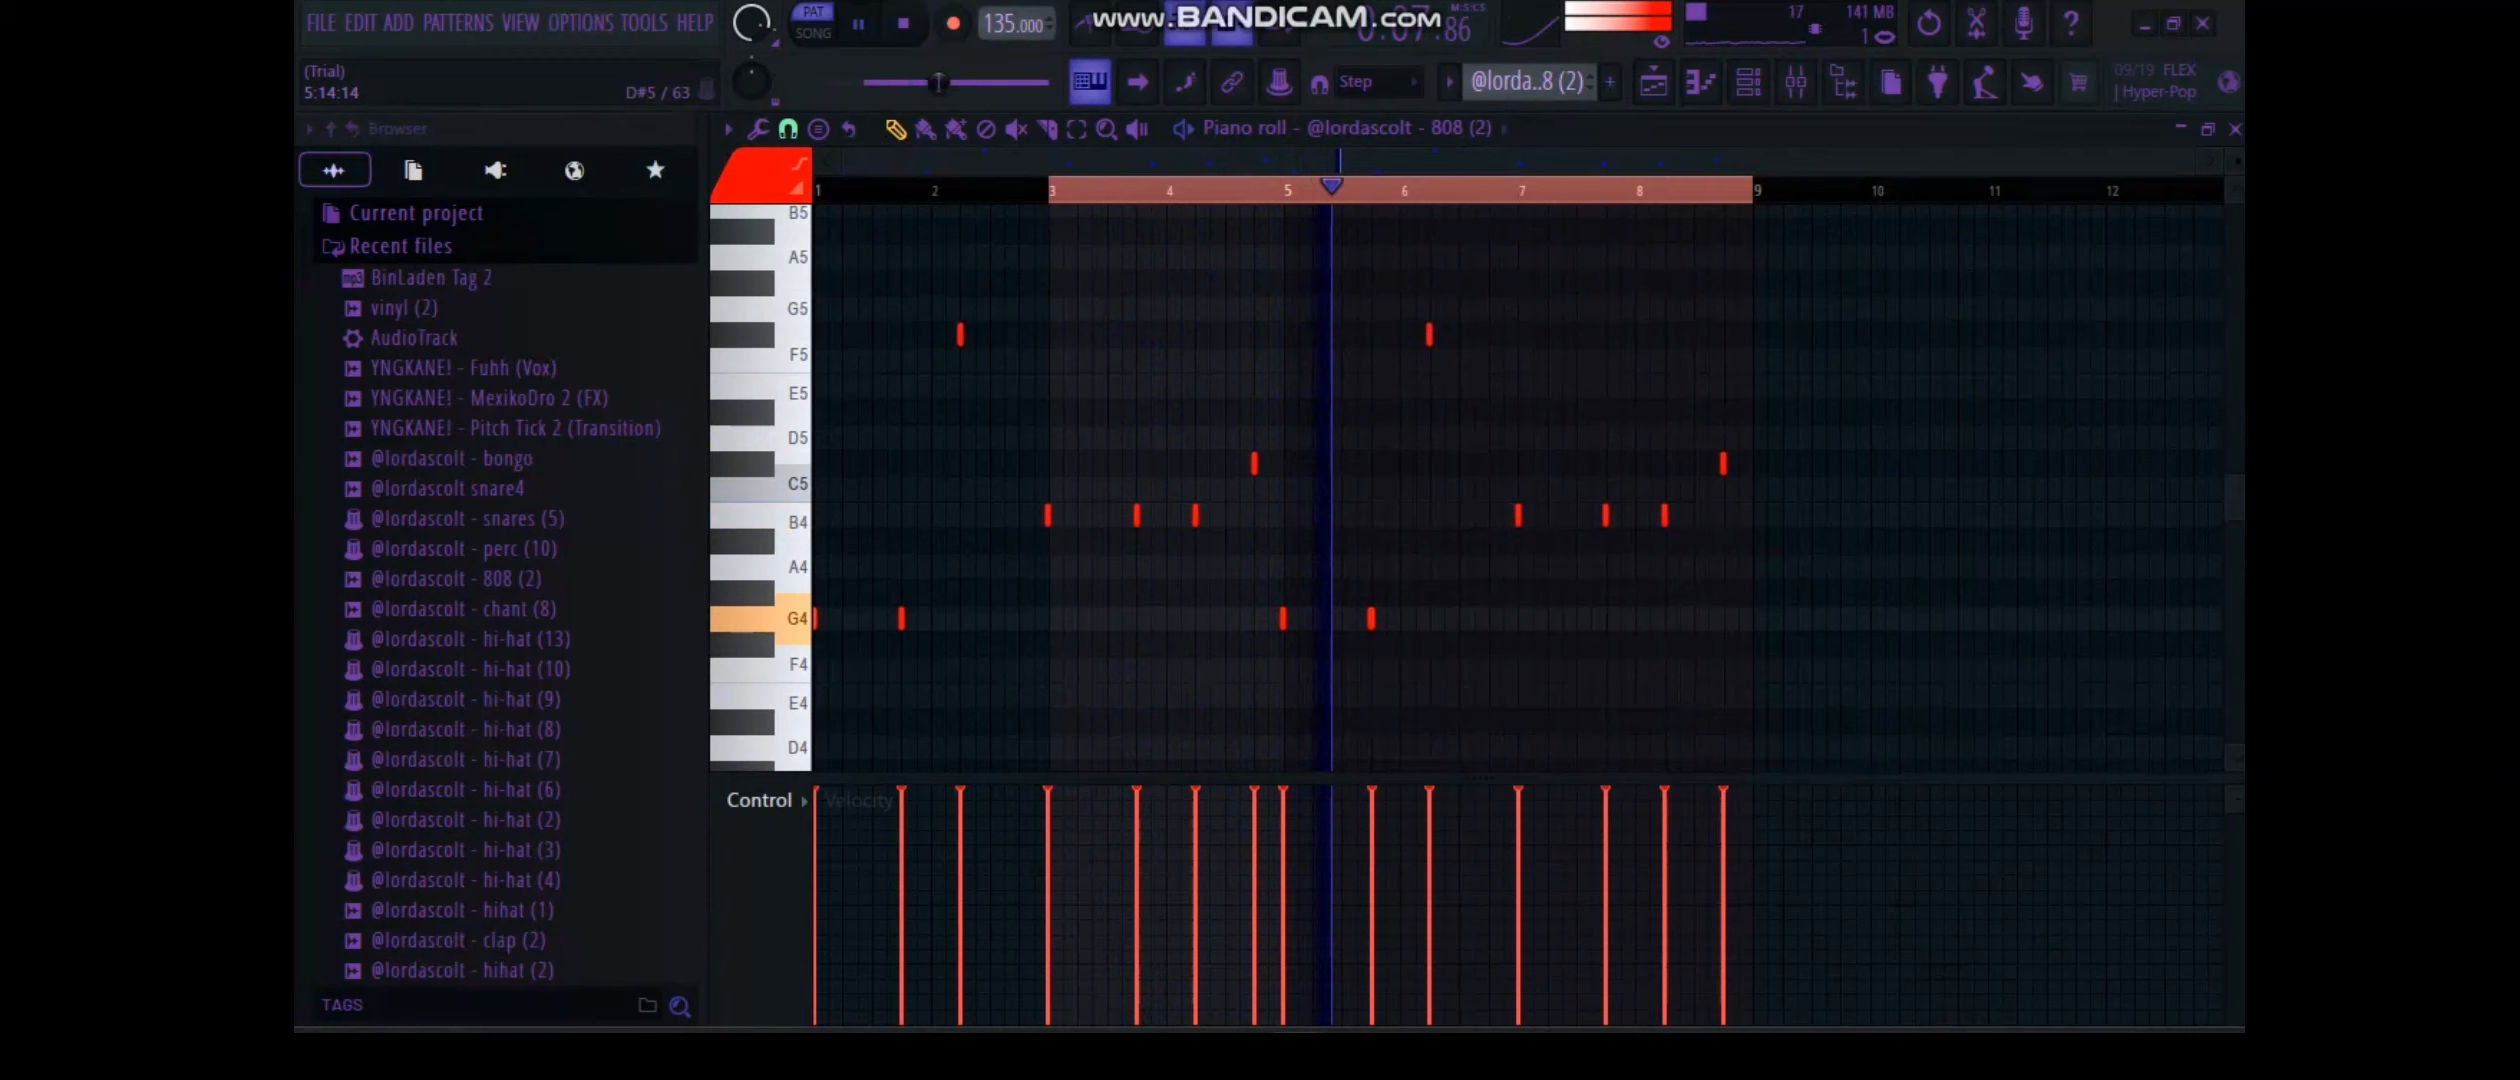 FILE EDIT ADD PATTERNS VIEW OPTIONS TOOLS HELP
PAT
SONG
135.000
www.BANDICAM.com
M:S:CS
0:07:86
17
141 MB
1
(Trial)
5:14:14
D#5 / 63
Step
@lorda..8 (2)
09/19 FLEX
| Hyper-Pop
Browser
Piano roll - @lordascolt - 808 (2)
1 2 3 4 5 6 7 8 9 10 11 12
Current project
Recent files
BinLaden Tag 2
vinyl (2)
AudioTrack
YNGKANE! - Fuhh (Vox)
YNGKANE! - MexikoDro 2 (FX)
YNGKANE! - Pitch Tick 2 (Transition)
@lordascolt - bongo
@lordascolt snare4
@lordascolt - snares (5)
@lordascolt - perc (10)
@lordascolt - 808 (2)
@lordascolt - chant (8)
@lordascolt - hi-hat (13)
@lordascolt - hi-hat (10)
@lordascolt - hi-hat (9)
@lordascolt - hi-hat (8)
@lordascolt - hi-hat (7)
@lordascolt - hi-hat (6)
@lordascolt - hi-hat (2)
@lordascolt - hi-hat (3)
@lordascolt - hi-hat (4)
@lordascolt - hihat (1)
@lordascolt - clap (2)
@lordascolt - hihat (2)
TAGS
B5
A5
G5
F5
E5
D5
C5
B4
A4
G4
F4
E4
D4
Control Velocity